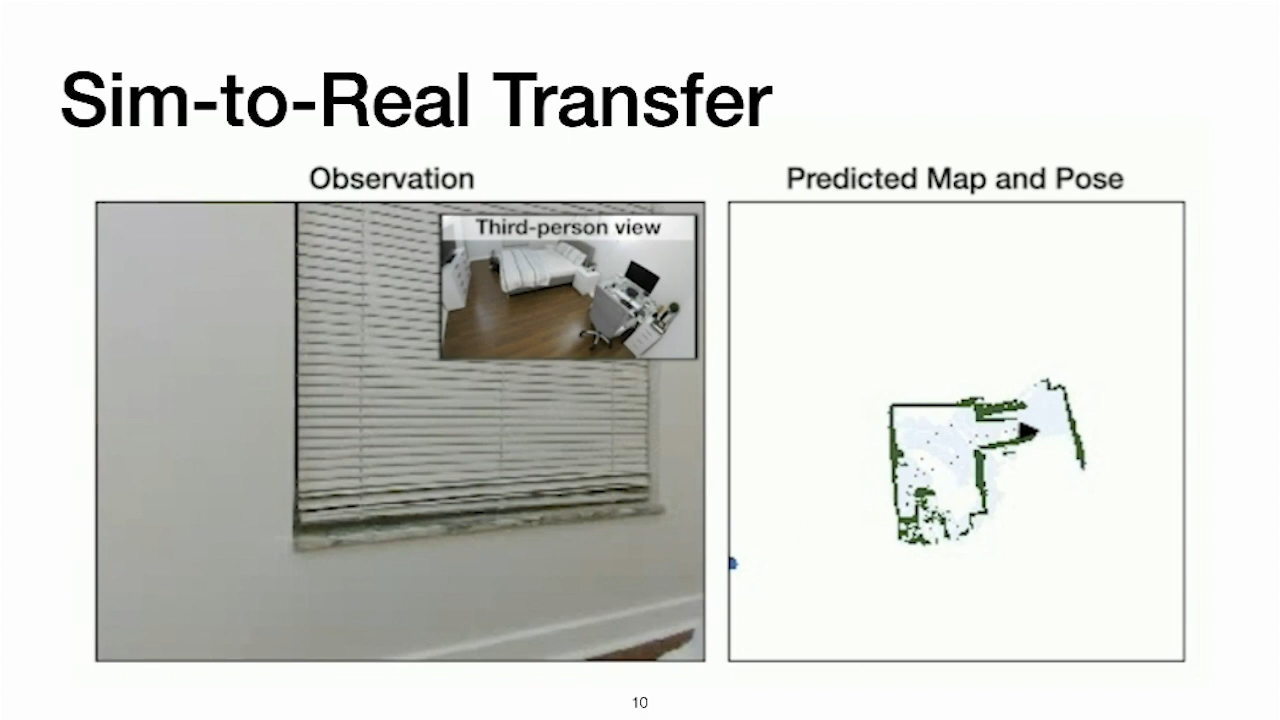 Sim-to-Real Transfer
Observation
Predicted Map and Pose
Third-person view
10